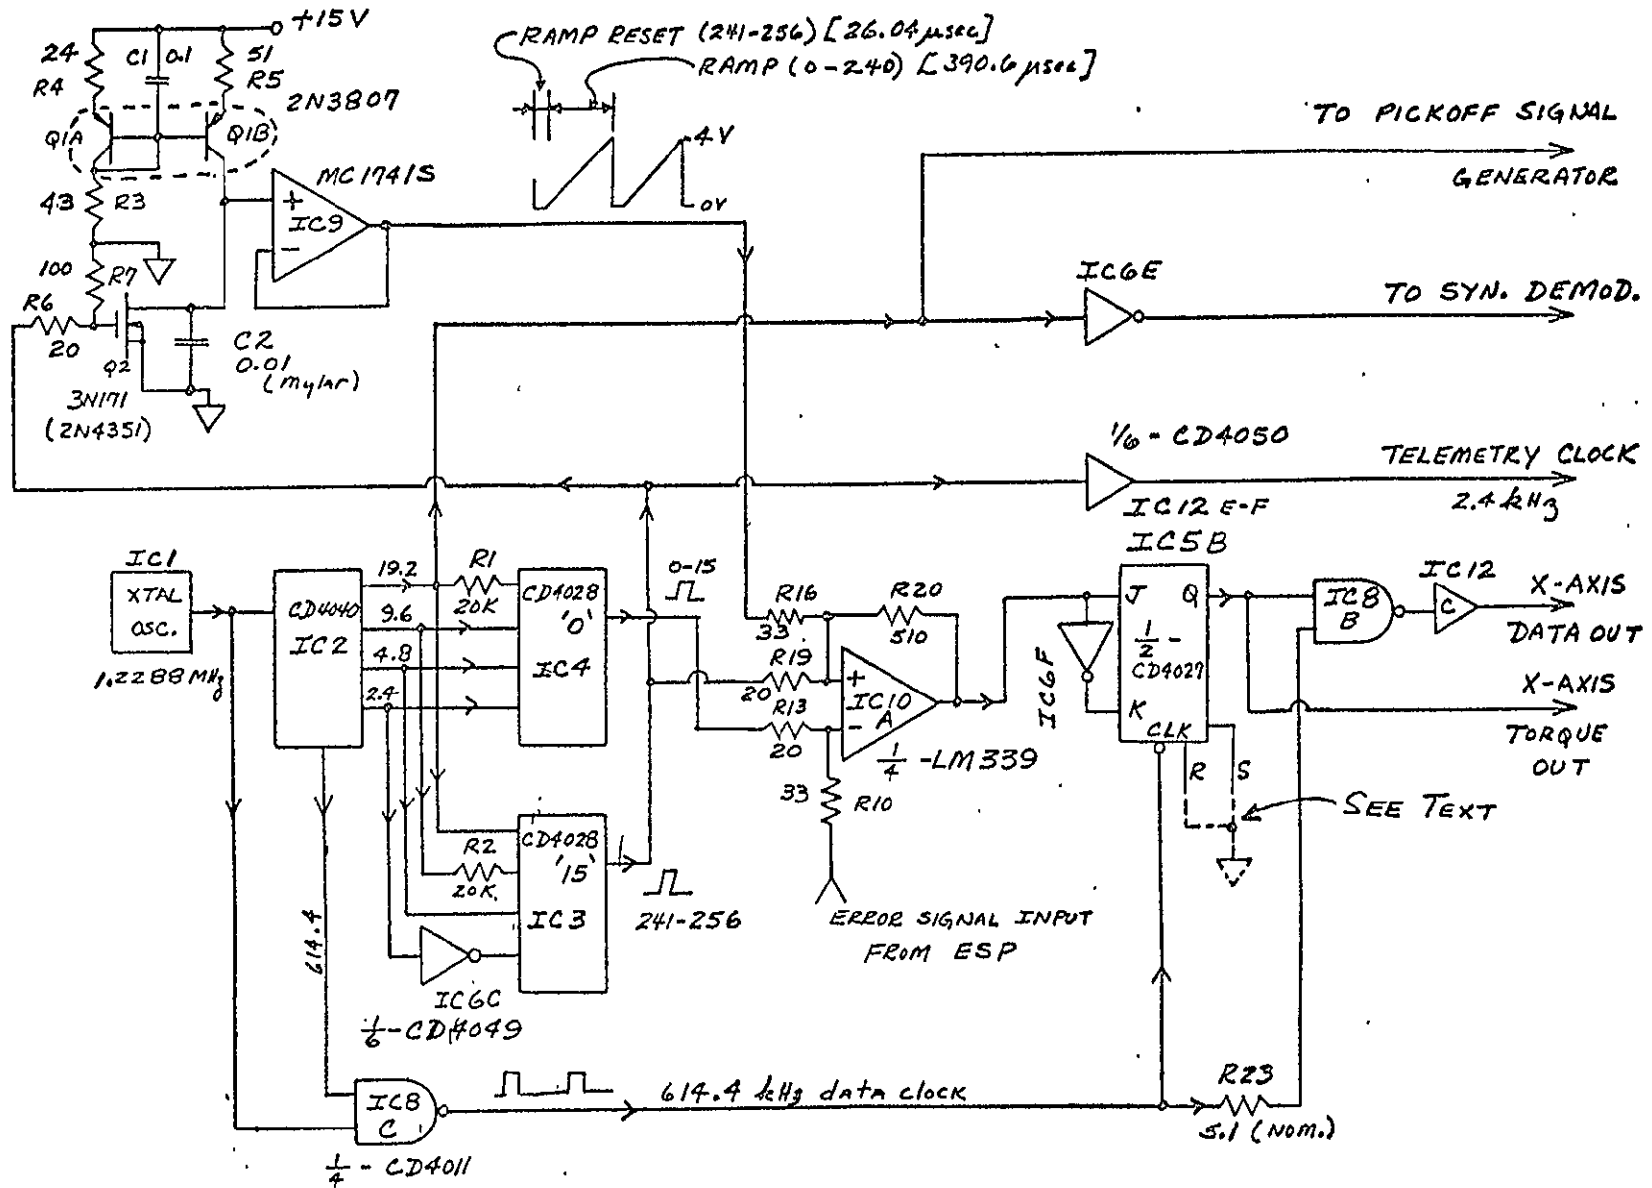 +15V
24
R4
C1
0.1
51
R5
2N3807
Q1A
Q1B
43
R3
MC1741S
+
IC9
-
100
R7
R6
20
Q2
3N171
(2N4351)
C2
0.01
(mylar)
RAMP RESET (241-256) [26.04 μsec]
RAMP (0-240) [390.6 μsec]
4V
0V
TO PICKOFF SIGNAL
GENERATOR
IC6E
TO SYN. DEMOD.
1/6 - CD4050
IC12 E-F
TELEMETRY CLOCK
2.4 kHz
IC1
XTAL
OSC.
1.2288 MHz
CD4040
IC2
19.2
9.6
4.8
2.4
R1
20K
CD4028
'0'
IC4
0-15
R2
20K
CD4028
'15'
IC3
241-256
IC6C
1/6-CD4049
614.4
R16
33
R19
20
R13
20
R20
510
+
IC10
A
-
1/4 -LM339
33
R10
ERROR SIGNAL INPUT
FROM ESP
IC5B
J
Q
1/2 -
CD4027
K
CLK
R
S
IC6F
SEE TEXT
IC8
B
IC12
C
X-AXIS
DATA OUT
X-AXIS
TORQUE
OUT
IC8
C
1/4 - CD4011
614.4 kHz data clock
R23
5.1 (NOM.)